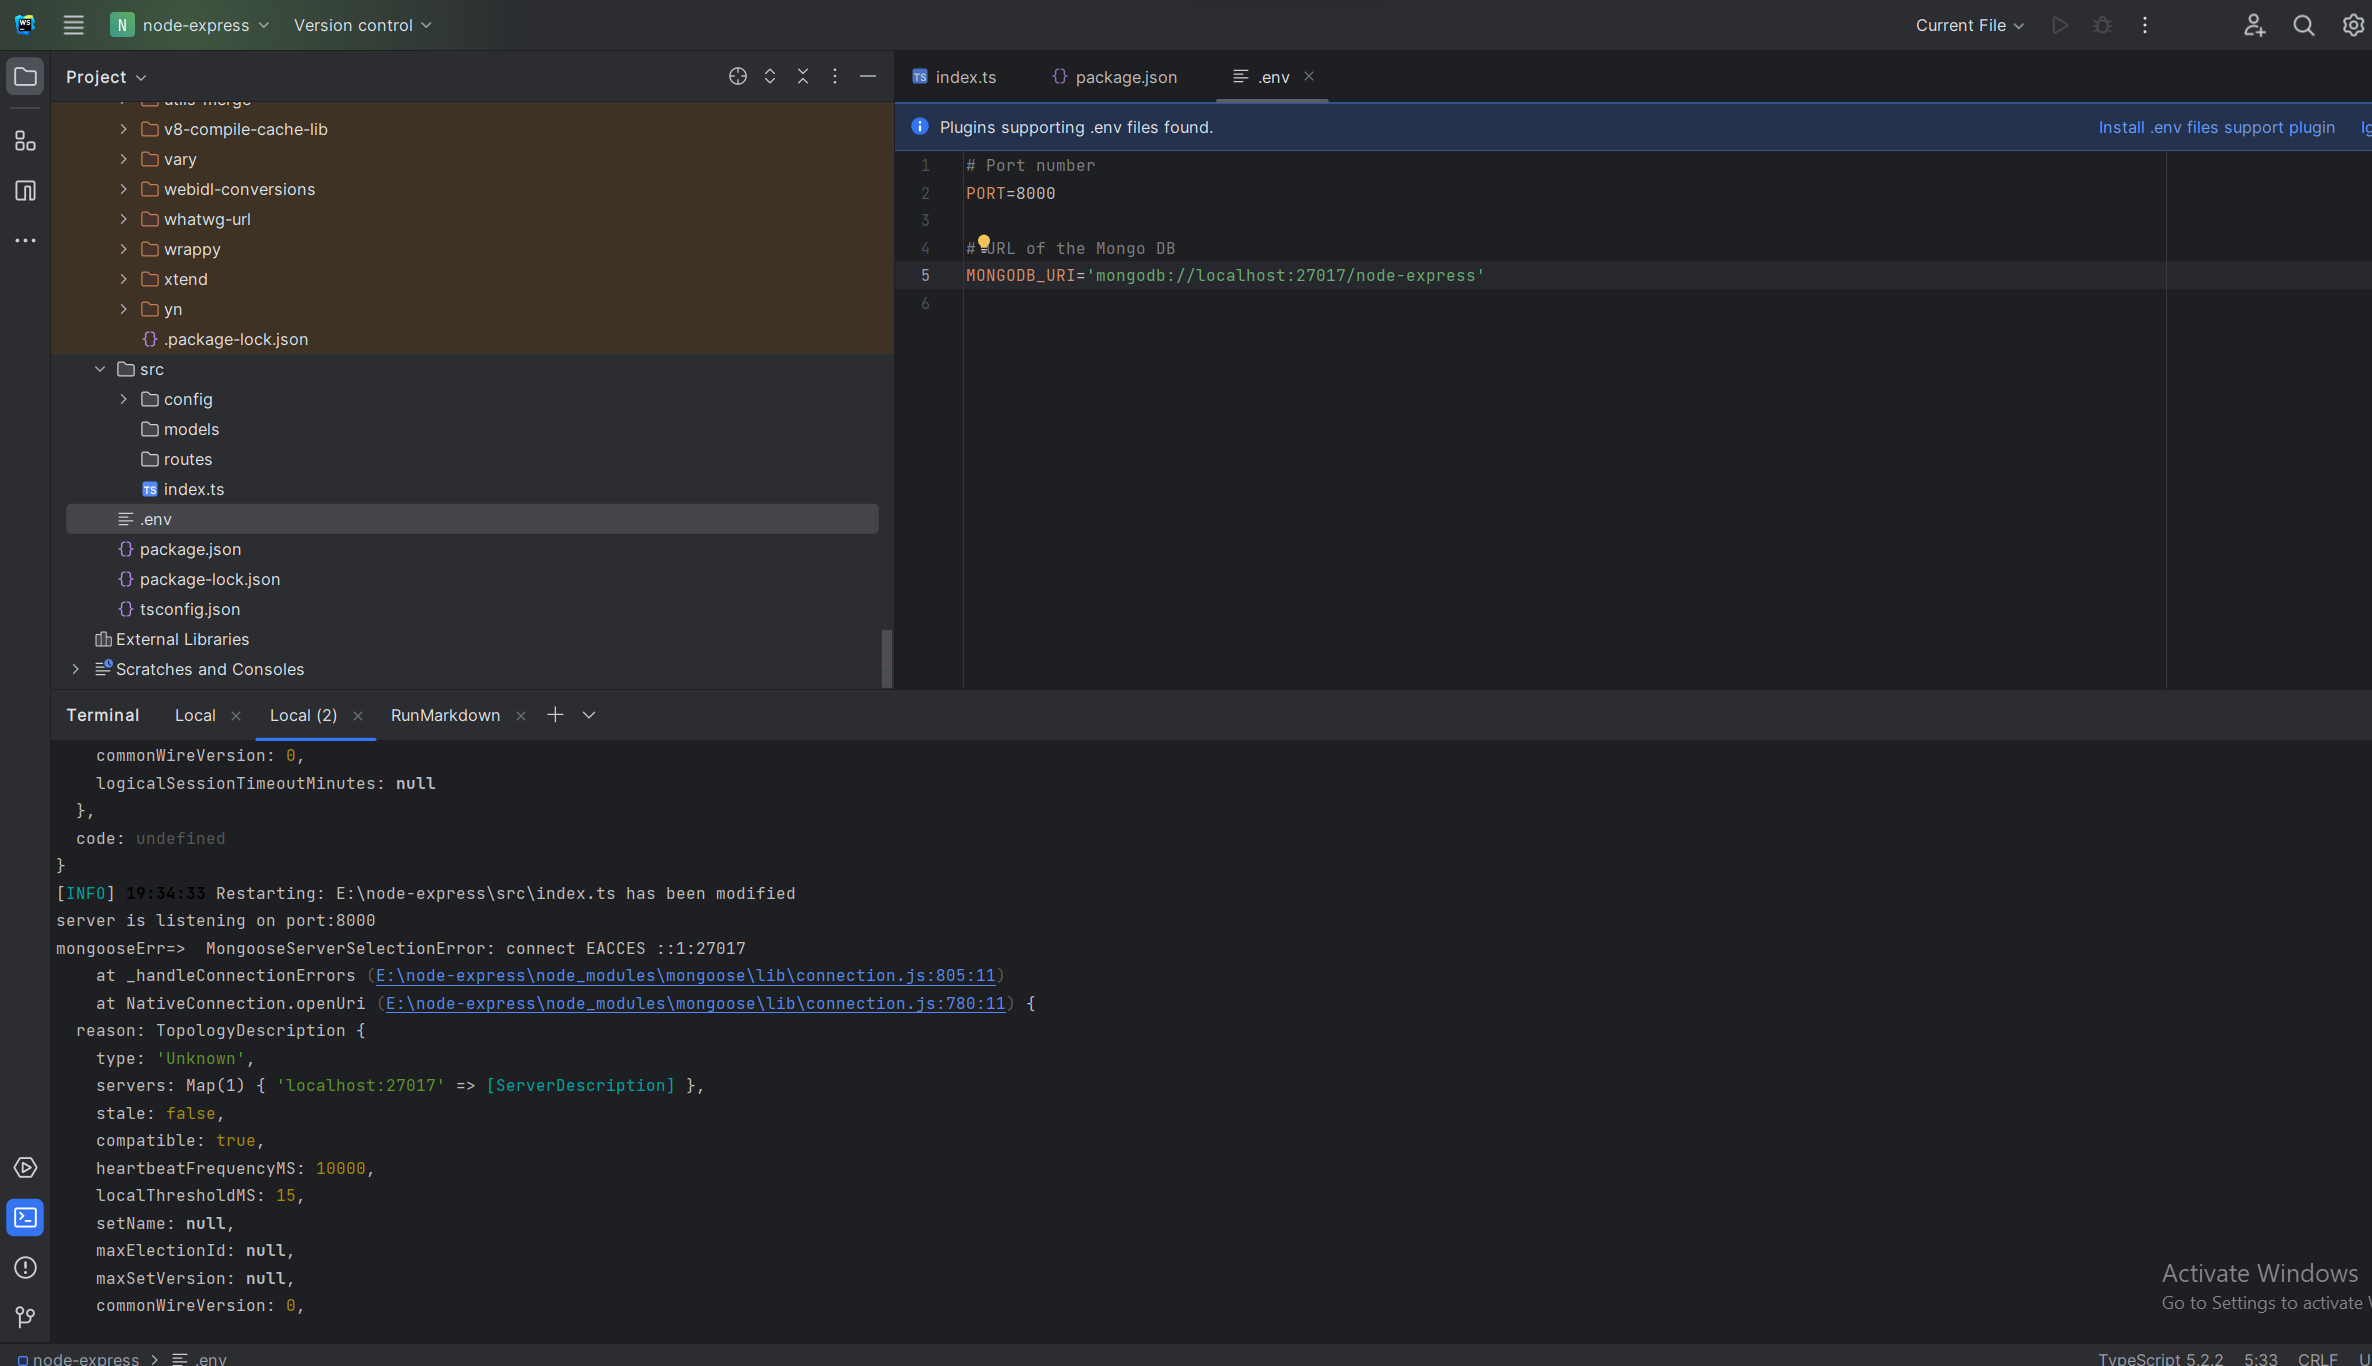 WS
N node-express
Version control
Current File
Project
utils-merge
v8-compile-cache-lib
vary
webidl-conversions
whatwg-url
wrappy
xtend
yn
.package-lock.json
src
config
models
routes
index.ts
.env
package.json
package-lock.json
tsconfig.json
External Libraries
Scratches and Consoles
index.ts
package.json
.env
Plugins supporting .env files found.
Install .env files support plugin
1 # Port number
2 PORT=8000
3
4 # URL of the Mongo DB
5 MONGODB_URI='mongodb://localhost:27017/node-express'
6
Terminal
Local
Local (2)
RunMarkdown
commonWireVersion: 0,
logicalSessionTimeoutMinutes: null
},
code: undefined
}
[INFO] 19:34:33 Restarting: E:\node-express\src\index.ts has been modified
server is listening on port:8000
mongooseErr=>  MongooseServerSelectionError: connect EACCES ::1:27017
at _handleConnectionErrors (E:\node-express\node_modules\mongoose\lib\connection.js:805:11)
at NativeConnection.openUri (E:\node-express\node_modules\mongoose\lib\connection.js:780:11) {
reason: TopologyDescription {
type: 'Unknown',
servers: Map(1) { 'localhost:27017' => [ServerDescription] },
stale: false,
compatible: true,
heartbeatFrequencyMS: 10000,
localThresholdMS: 15,
setName: null,
maxElectionId: null,
maxSetVersion: null,
commonWireVersion: 0,
Activate Windows
Go to Settings to activate
node-express
.env
TypeScript 5.2.2
5:33
CRLF